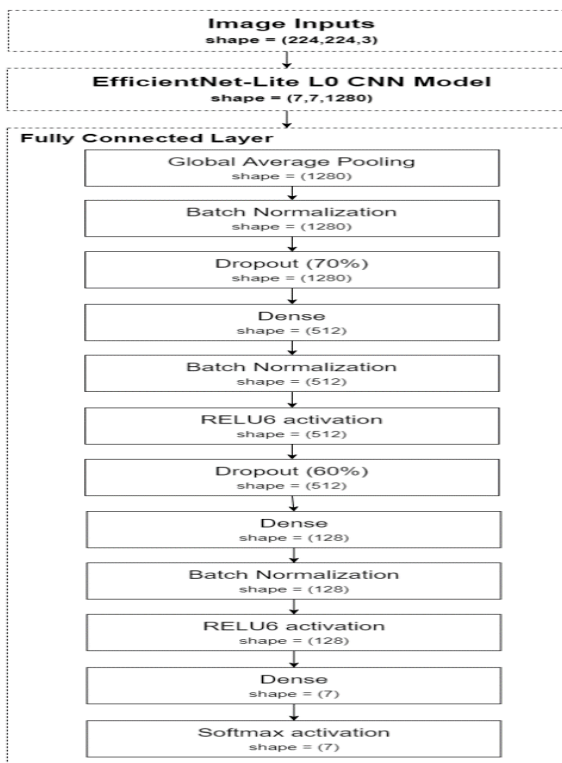 Image Inputs
shape = (224,224,3)
EfficientNet-Lite L0 CNN Model
shape = (7,7,1280)
Fully Connected Layer
Global Average Pooling
shape = (1280)
Batch Normalization
shape = (1280)
Dropout (70%)
shape = (1280)
Dense
shape = (512)
Batch Normalization
shape = (512)
RELU6 activation
shape = (512)
Dropout (60%)
shape = (512)
Dense
shape = (128)
Batch Normalization
shape = (128)
RELU6 activation
shape = (128)
Dense
shape = (7)
Softmax activation
shape = (7)